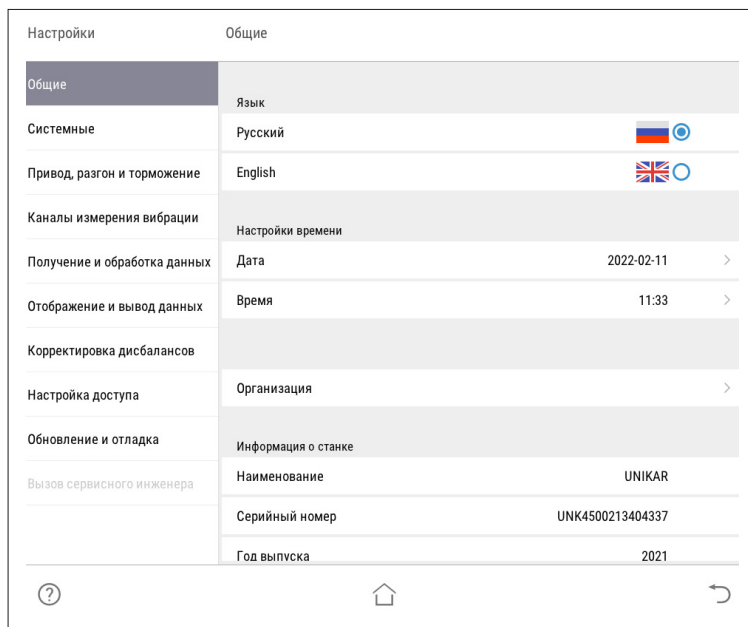 Настройки
Общие
Общие
Системные
Привод, разгон и торможение
Каналы измерения вибрации
Получение и обработка данных
Отображение и вывод данных
Корректировка дисбалансов
Настройка доступа
Обновление и отладка
Вызов сервисного инженера
Язык
Русский
English
Настройки времени
Дата 2022-02-11
Время 11:33
Организация
Информация о станке
Наименование UNIKAR
Серийный номер UNK4500213404337
Год выпуска 2021